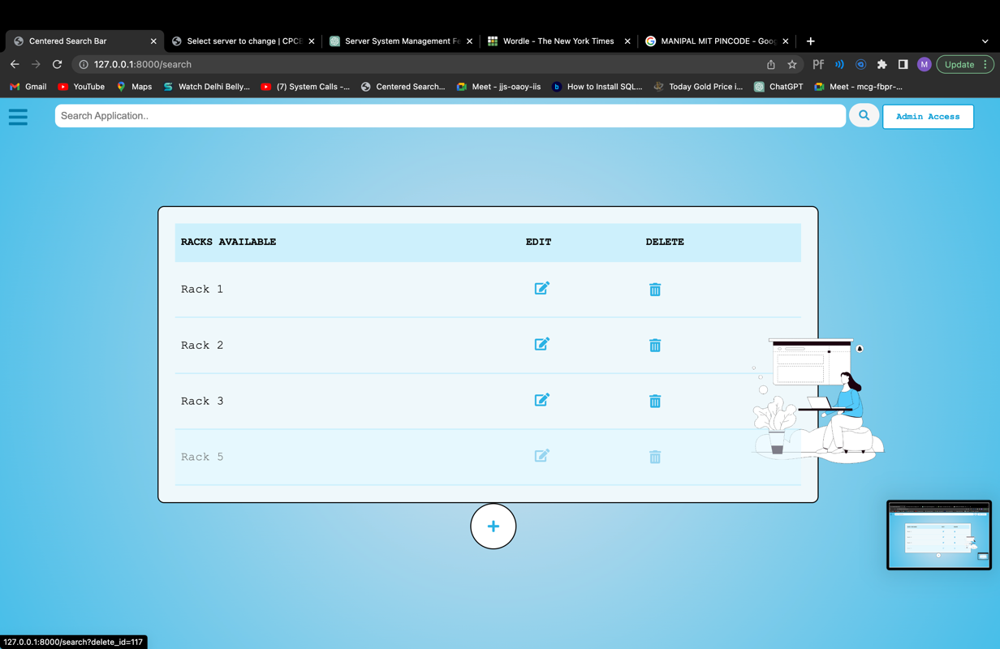 Centered Search Bar
Select server to change | CPCB
Server System Management Fe
Wordle - The New York Times
MANIPAL MIT PINCODE - Goog
127.0.0.1:8000/search
M
Update
Gmail
YouTube
Maps
Watch Delhi Belly...
(7) System Calls -...
Centered Search...
Meet - jjs-oaoy-iis
How to Install SQL...
Today Gold Price i...
ChatGPT
Meet - mcg-fbpr-...
Search Application..
Admin Access
RACKS AVAILABLE EDIT DELETE
Rack 1
Rack 2
Rack 3
Rack 5
127.0.0.1:8000/search?delete_id=117